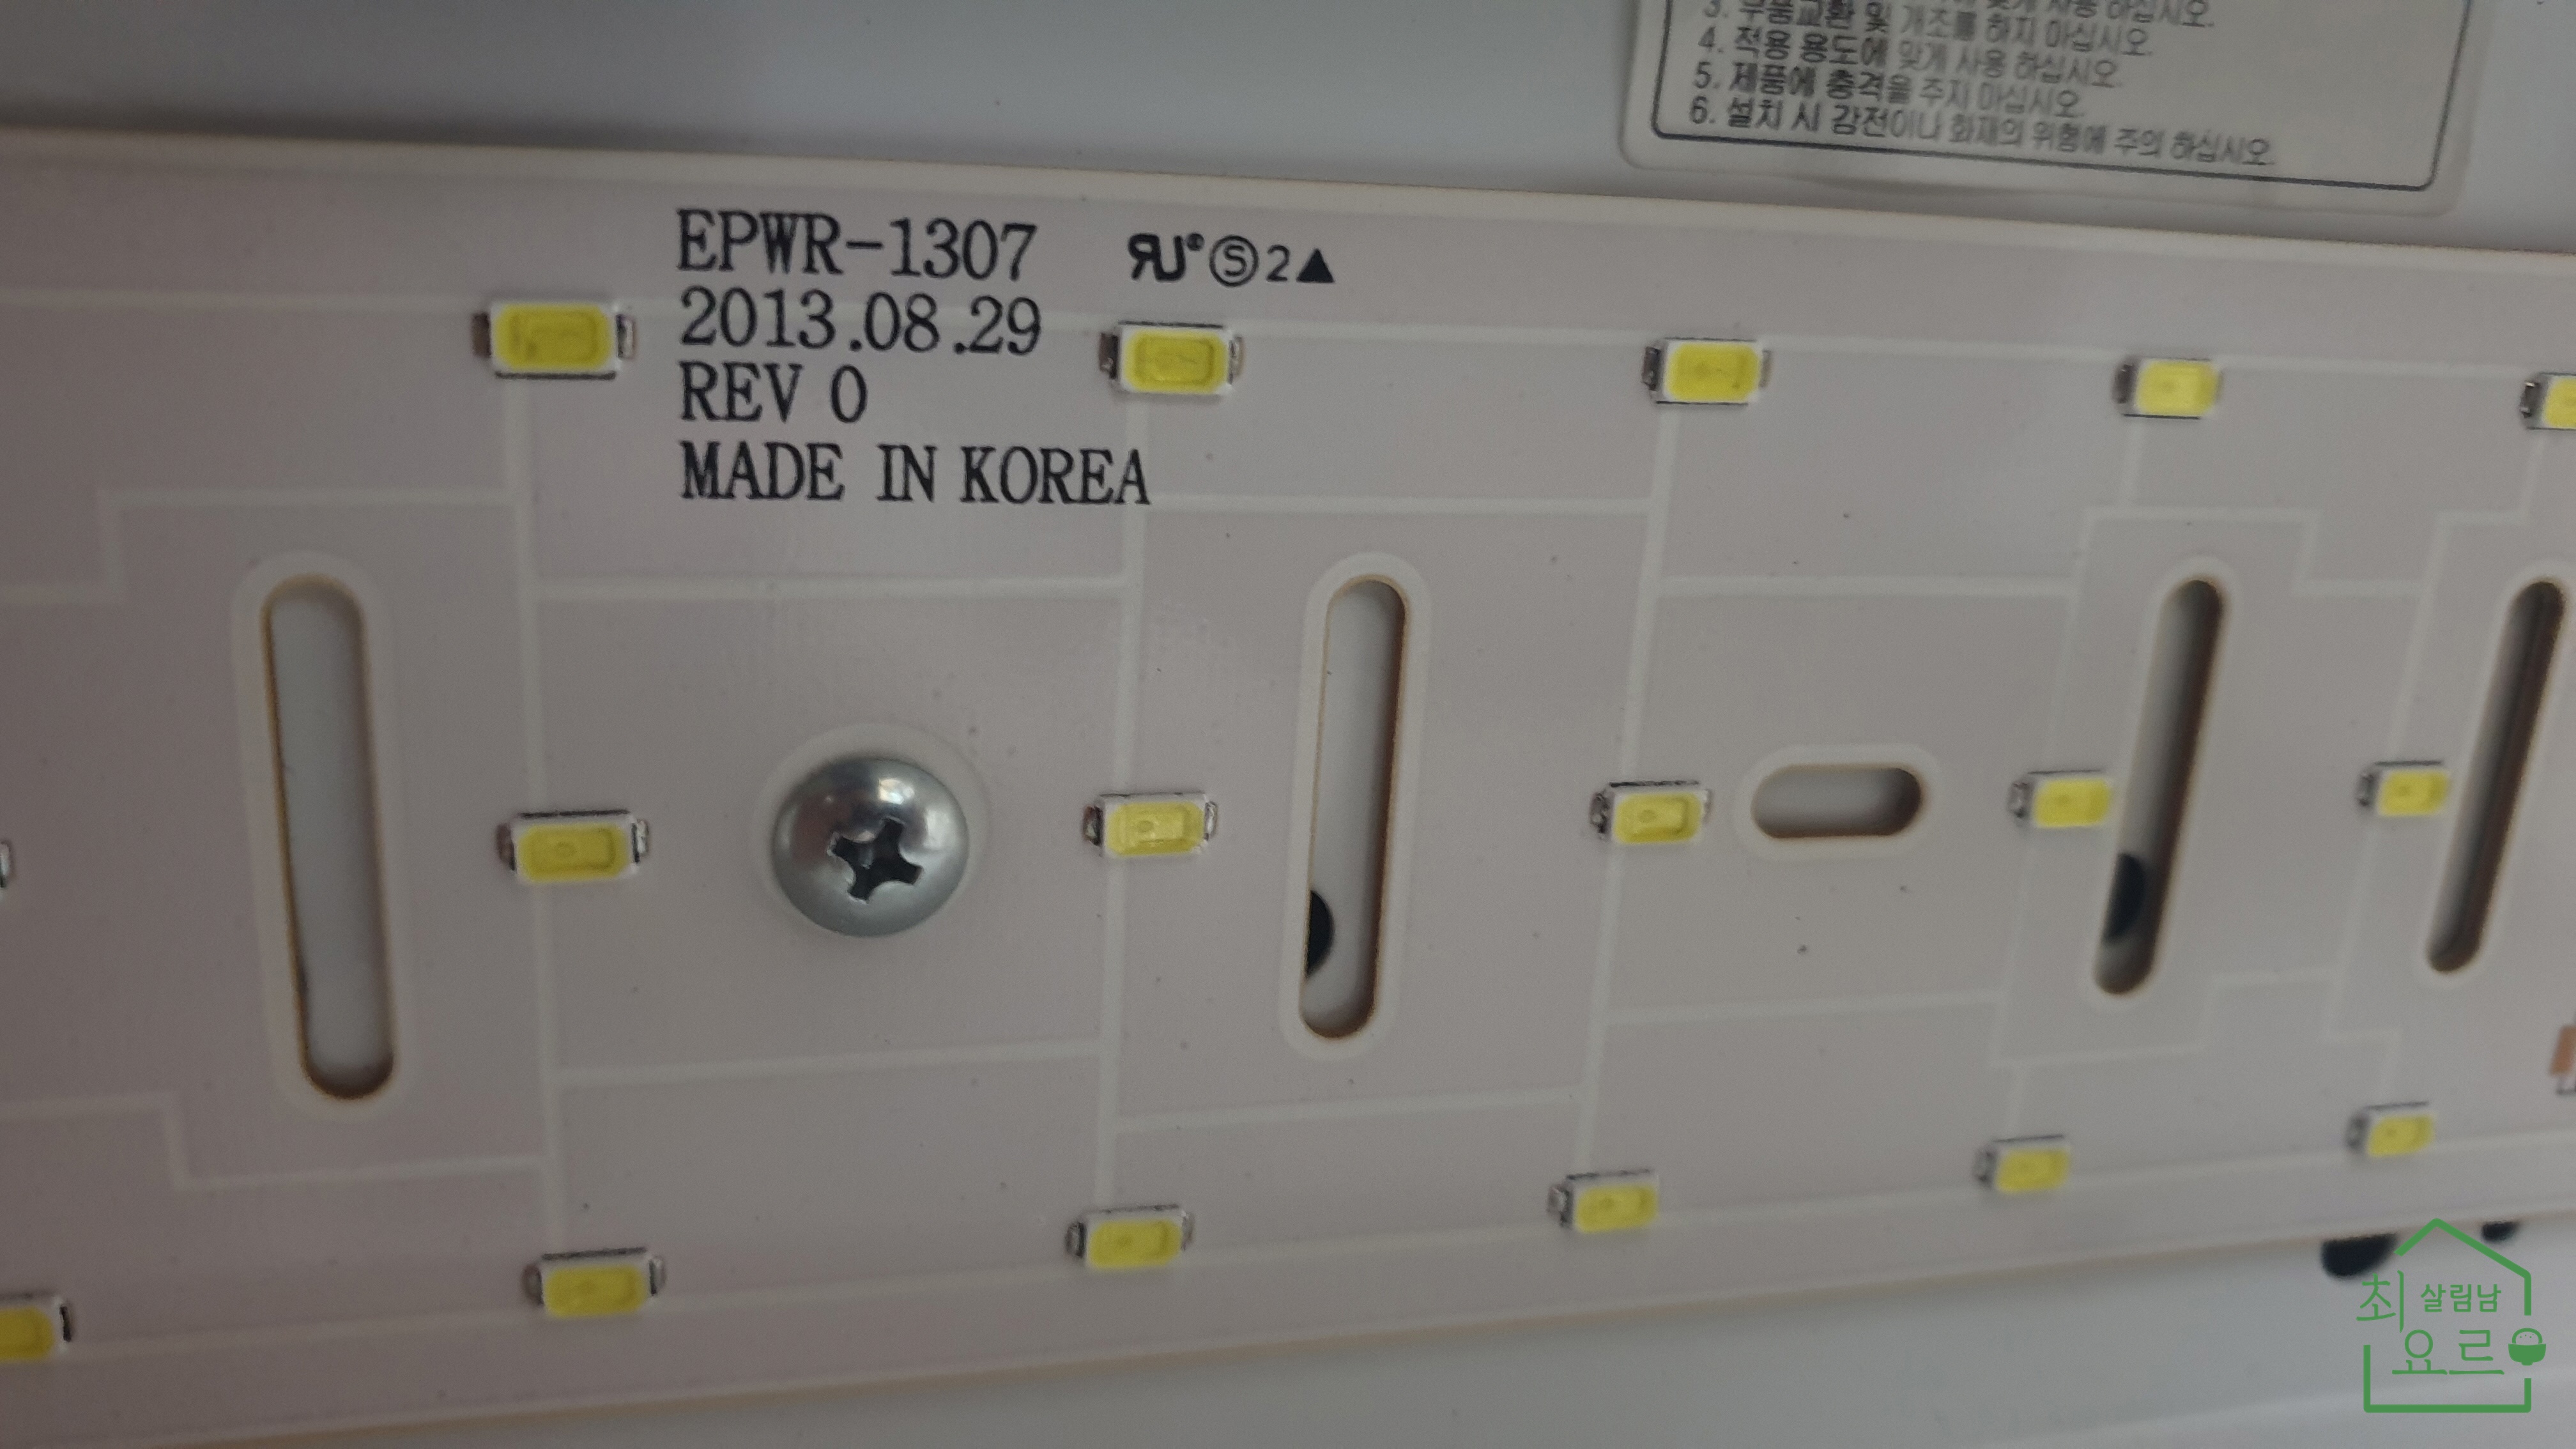 3. 부품교환 및 개조를 하지 마십시오.
4. 적용 용도에 맞게 사용 하십시오.
5. 제품에 충격을 주지 마십시오.
6. 설치 시 감전이나 화재의 위험에 주의 하십시오.
EPWR-1307
Ⓢ2▲
2013.08.29
REV 0
MADE IN KOREA
최 살림남
요르